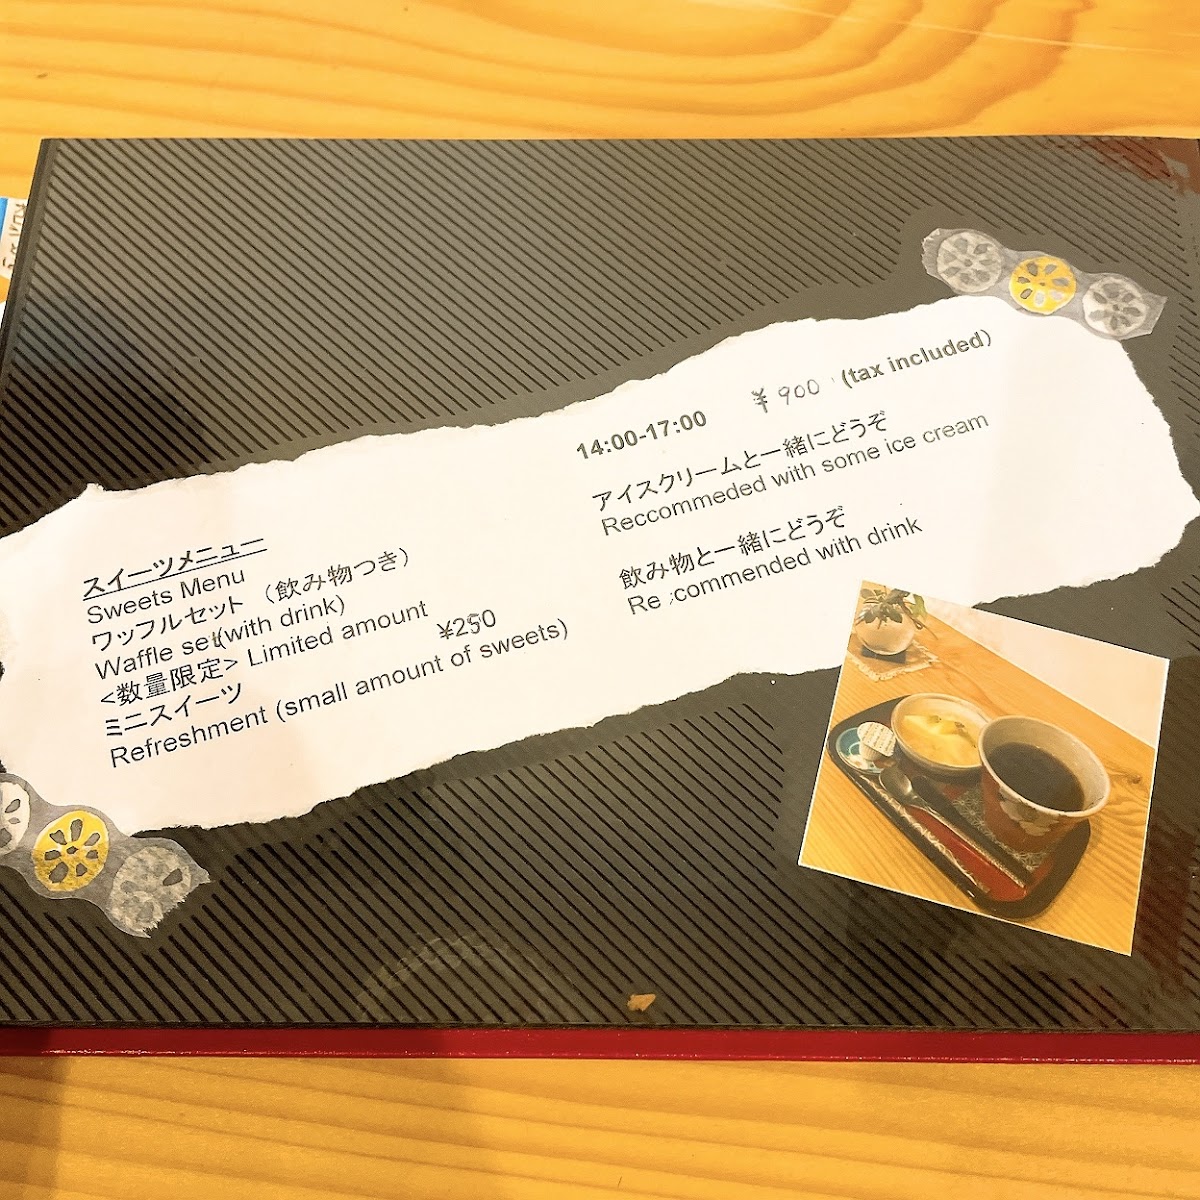 スイーツメニュー
Sweets Menu
14:00-17:00 ¥900 (tax included)
ワッフルセット (飲み物つき)
Waffle set(with drink)
アイスクリームと一緒にどうぞ
Reccommeded with some ice cream
<数量限定> Limited amount
ミニスイーツ ¥250
Refreshment (small amount of sweets)
飲み物と一緒にどうぞ
Re commended with drink